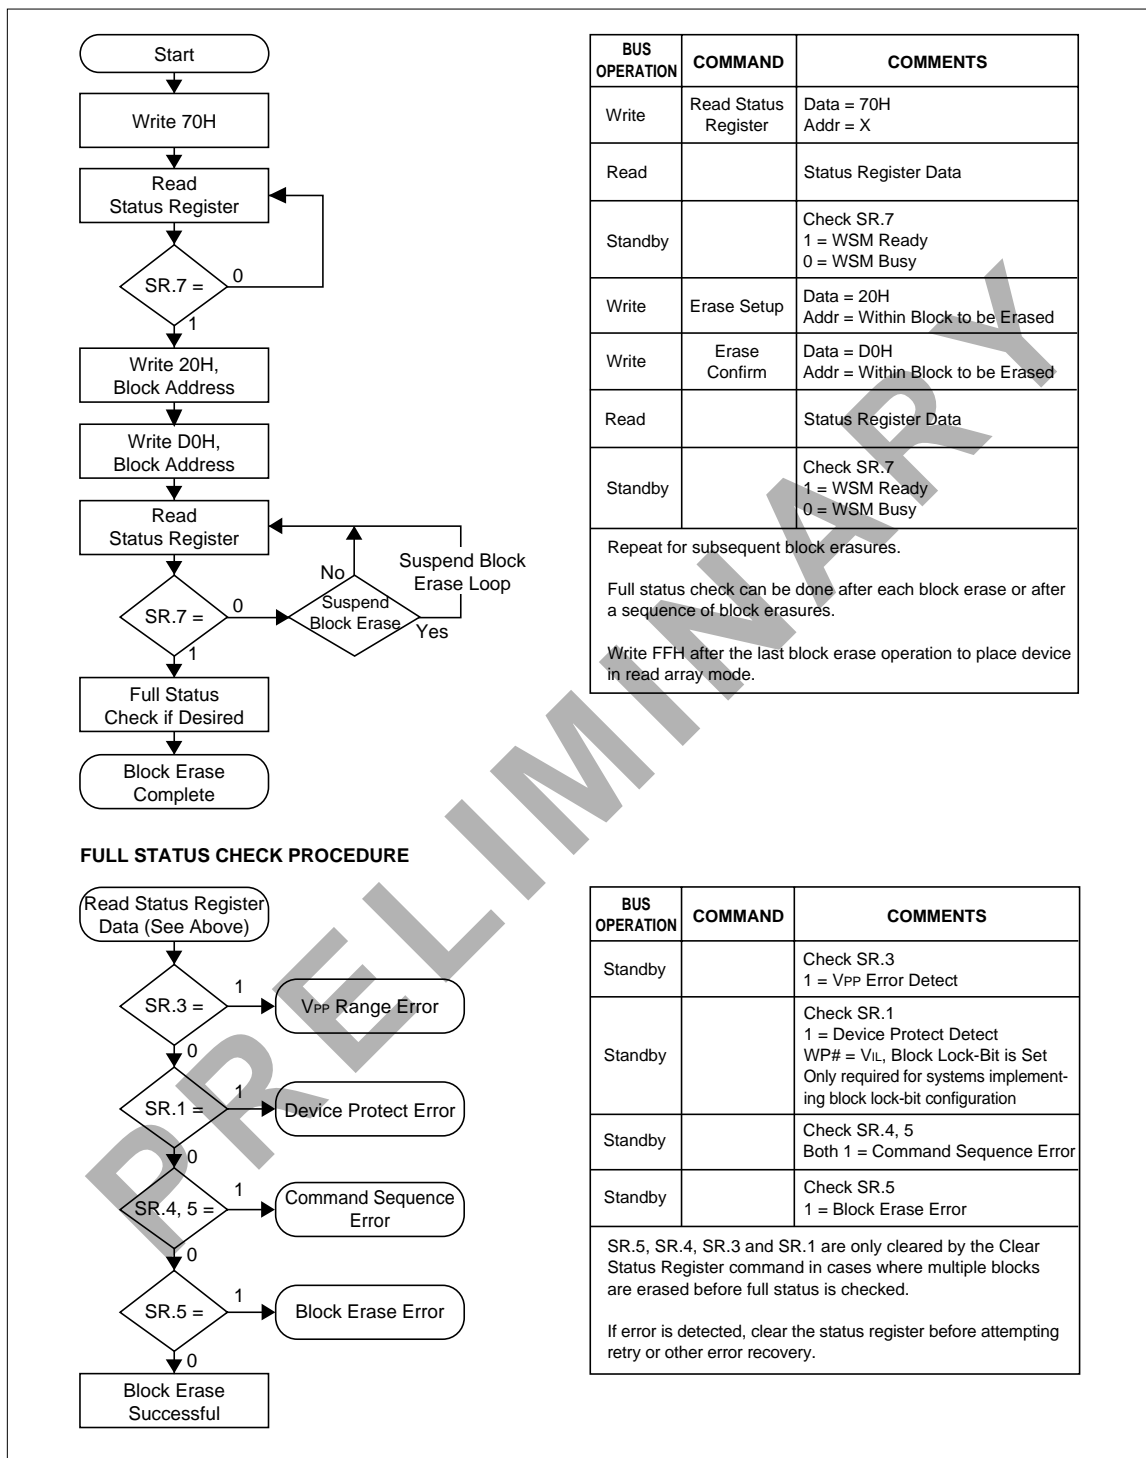 Start
Write 70H
Read
Status Register
SR.7 =
0
1
Write 20H,
Block Address
Write D0H,
Block Address
Read
Status Register
SR.7 =
0
1
Suspend
Block Erase
No
Yes
Suspend Block
Erase Loop
Full Status
Check if Desired
Block Erase
Complete
BUS OPERATION COMMAND COMMENTS
Write Read Status Register Data = 70H
Addr = X
Read Status Register Data
Standby Check SR.7
1 = WSM Ready
0 = WSM Busy
Write Erase Setup Data = 20H
Addr = Within Block to be Erased
Write Erase Confirm Data = D0H
Addr = Within Block to be Erased
Read Status Register Data
Standby Check SR.7
1 = WSM Ready
0 = WSM Busy
Repeat for subsequent block erasures.
Full status check can be done after each block erase or after
a sequence of block erasures.
Write FFH after the last block erase operation to place device
in read array mode.
FULL STATUS CHECK PROCEDURE
Read Status Register
Data (See Above)
SR.3 =
1
VPP Range Error
0
SR.1 =
1
Device Protect Error
0
SR.4, 5 =
1
Command Sequence
Error
0
SR.5 =
1
Block Erase Error
0
Block Erase
Successful
BUS OPERATION COMMAND COMMENTS
Standby Check SR.3
1 = VPP Error Detect
Standby Check SR.1
1 = Device Protect Detect
WP# = VIL, Block Lock-Bit is Set
Only required for systems implement-
ing block lock-bit configuration
Standby Check SR.4, 5
Both 1 = Command Sequence Error
Standby Check SR.5
1 = Block Erase Error
SR.5, SR.4, SR.3 and SR.1 are only cleared by the Clear
Status Register command in cases where multiple blocks
are erased before full status is checked.
If error is detected, clear the status register before attempting
retry or other error recovery.
PRELIMINARY